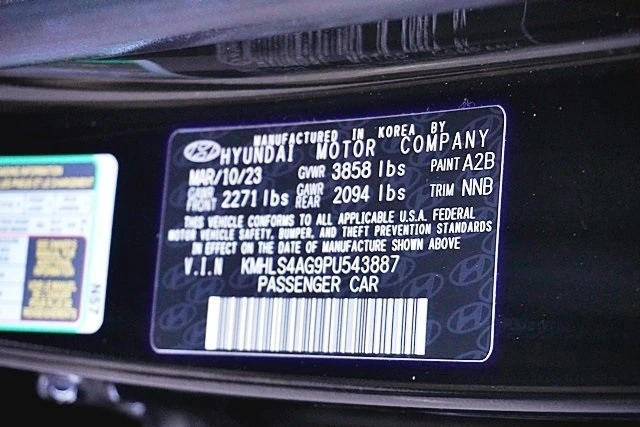 MANUFACTURED IN KOREA BY
HYUNDAI MOTOR COMPANY
MAR/10/23 GVWR 3858 lbs PAINT A2B
GAWR FRONT 2271 lbs GAWR REAR 2094 lbs TRIM NNB
THIS VEHICLE CONFORMS TO ALL APPLICABLE U.S.A. FEDERAL
MOTOR VEHICLE SAFETY, BUMPER, AND THEFT PREVENTION STANDARDS
IN EFFECT ON THE DATE OF MANUFACTURE SHOWN ABOVE
V.I.N KMHLS4AG9PU543887
PASSENGER CAR